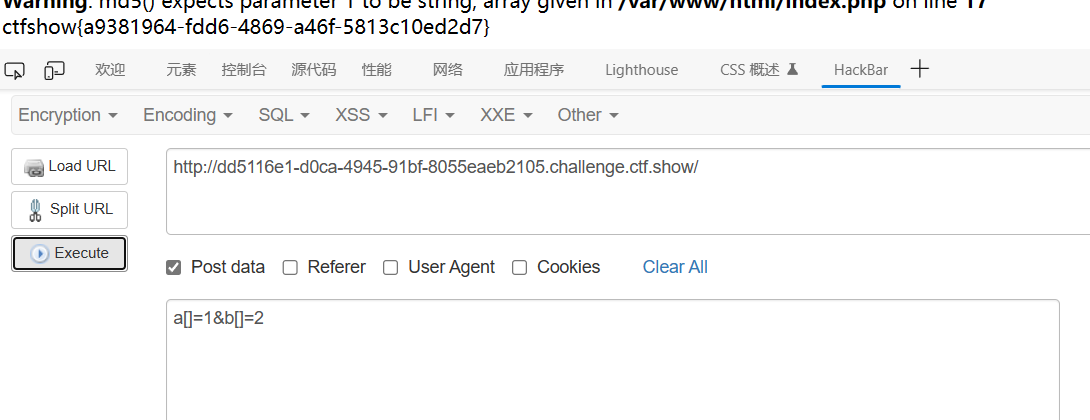 Warning: md5() expects parameter 1 to be string, array given in /var/www/html/index.php on line 17
ctfshow{a9381964-fdd6-4869-a46f-5813c10ed2d7}
欢迎 元素 控制台 源代码 性能 网络 应用程序 Lighthouse CSS 概述 HackBar
Encryption Encoding SQL XSS LFI XXE Other
Load URL
http://dd5116e1-d0ca-4945-91bf-8055eaeb2105.challenge.ctf.show/
Split URL
Execute
Post data Referer User Agent Cookies Clear All
a[]=1&b[]=2